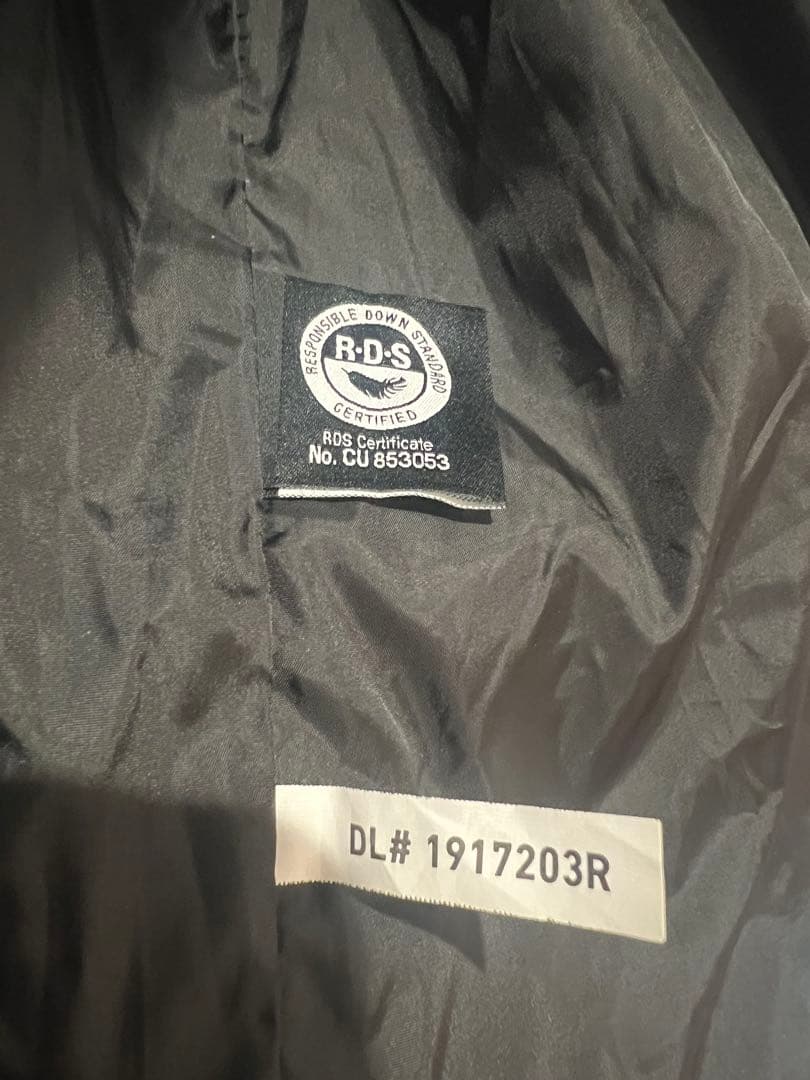 RESPONSIBLE DOWN STANDARD
R·D·S
CERTIFIED
RDS Certificate
No. CU 853053
DL# 1917203R